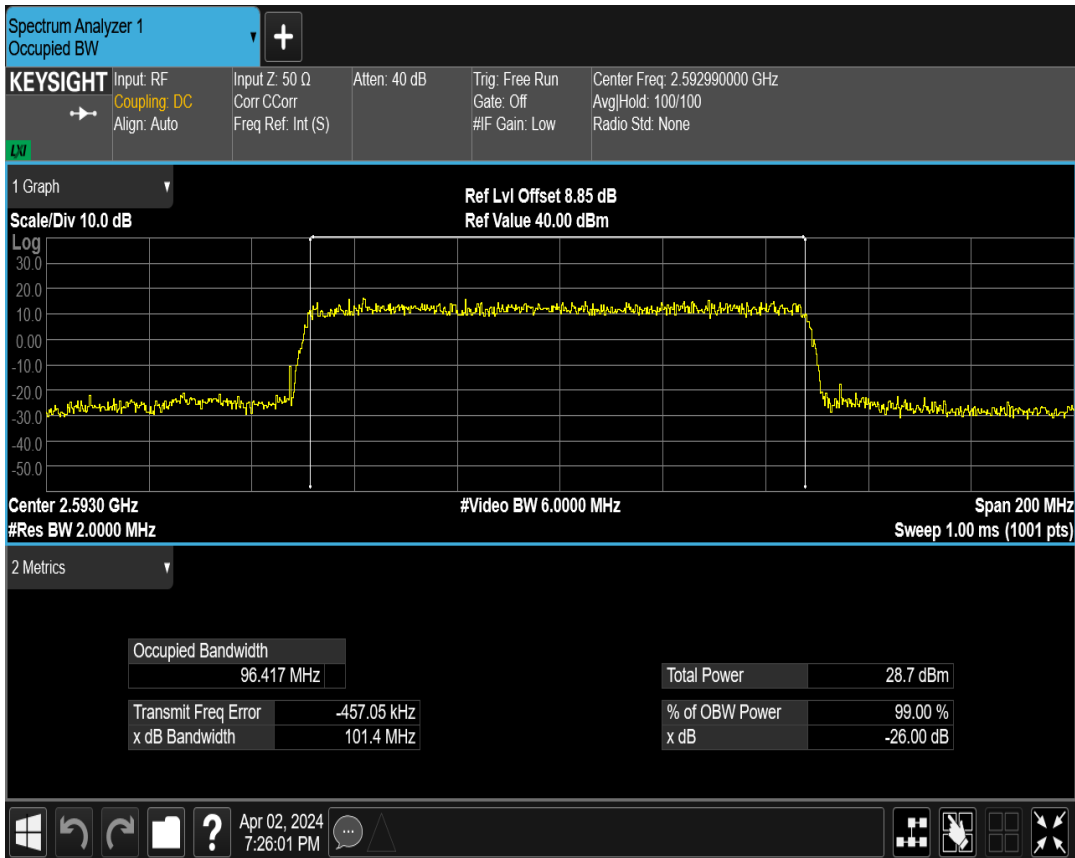 Spectrum Analyzer 1
Occupied BW
+
KEYSIGHT
LXI
Input: RF
Coupling: DC
Align: Auto
Input Z: 50 Ω
Corr CCorr
Freq Ref: Int (S)
Atten: 40 dB
Trig: Free Run
Gate: Off
#IF Gain: Low
Center Freq: 2.592990000 GHz
Avg|Hold: 100/100
Radio Std: None
1 Graph
Scale/Div 10.0 dB
Ref Lvl Offset 8.85 dB
Ref Value 40.00 dBm
Log
30.0
20.0
10.0
0.00
-10.0
-20.0
-30.0
-40.0
-50.0
Center 2.5930 GHz
#Video BW 6.0000 MHz
Span 200 MHz
#Res BW 2.0000 MHz
Sweep 1.00 ms (1001 pts)
2 Metrics
Occupied Bandwidth
96.417 MHz
Transmit Freq Error -457.05 kHz
x dB Bandwidth 101.4 MHz
Total Power 28.7 dBm
% of OBW Power 99.00 %
x dB -26.00 dB
?
Apr 02, 2024
7:26:01 PM